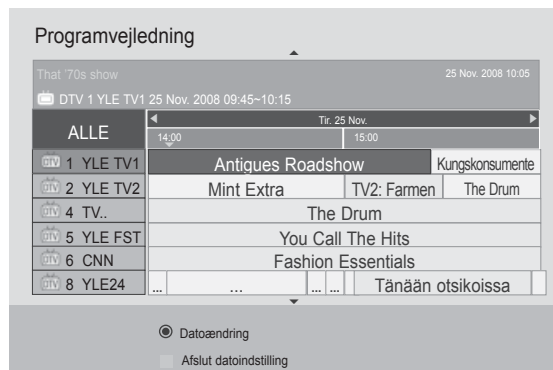 Programvejledning
That '70s show 25 Nov. 2008 10:05
DTV 1 YLE TV1 25 Nov. 2008 09:45~10:15
Tir. 25 Nov.
ALLE 14:00 15:00
DTV 1 YLE TV1 Antigues Roadshow Kungskonsumente
DTV 2 YLE TV2 Mint Extra TV2: Farmen The Drum
DTV 4 TV.. The Drum
DTV 5 YLE FST You Call The Hits
DTV 6 CNN Fashion Essentials
DTV 8 YLE24 ... ... ... ... Tänään otsikoissa
Datoændring
Afslut datoindstilling